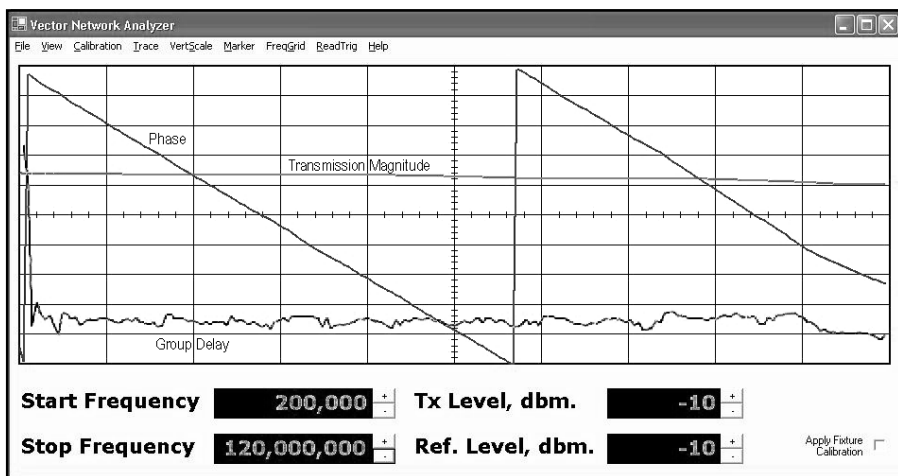 Vector Network Analyzer
File View Calibration Trace VertScale Marker FreqGrid ReadTrig Help
Phase
Transmission Magnitude
Group Delay
Start Frequency 200,000 + - Tx Level, dbm. -10 + -
Stop Frequency 120,000,000 + - Ref. Level, dbm. -10 + -
Apply Fixture
Calibration